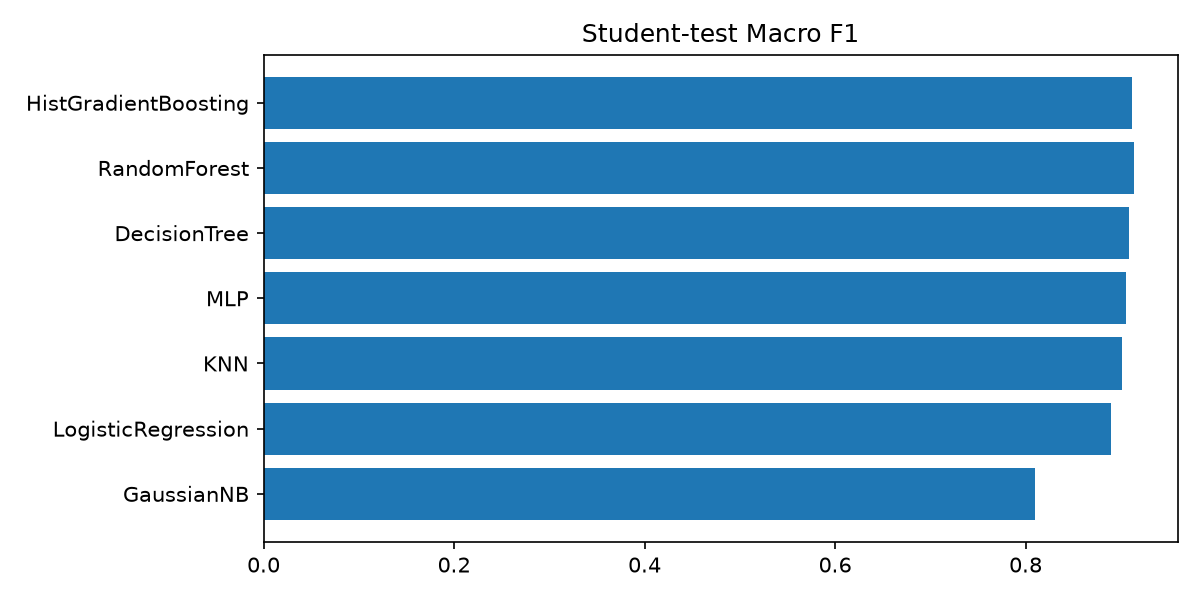 Student-test Macro F1
HistGradientBoosting
RandomForest
DecisionTree
MLP
KNN
LogisticRegression
GaussianNB
0.0 0.2 0.4 0.6 0.8